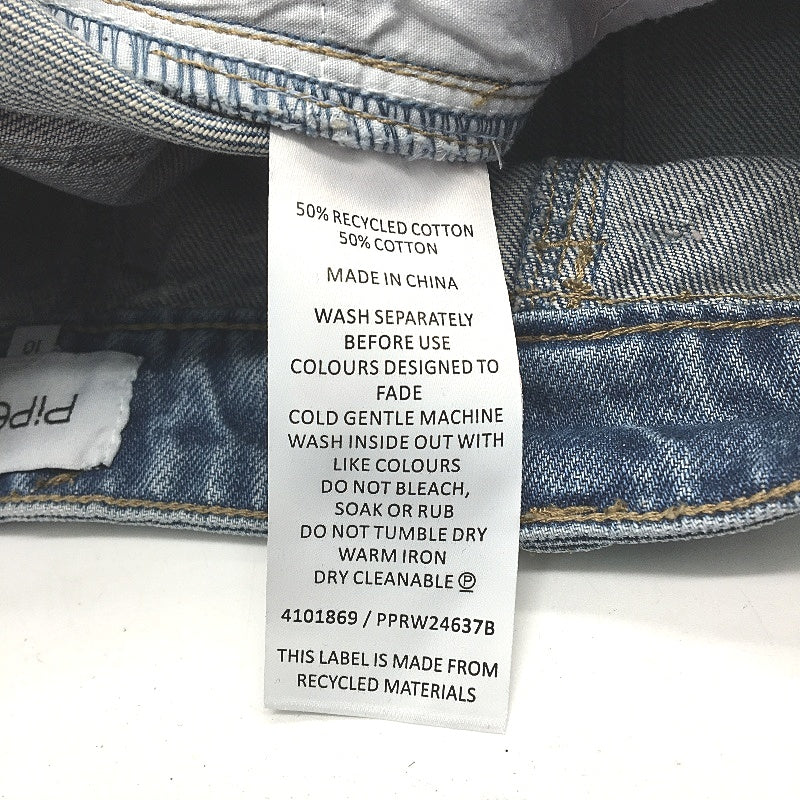 50% RECYCLED COTTON
50% COTTON
MADE IN CHINA
WASH SEPARATELY
BEFORE USE
COLOURS DESIGNED TO
FADE
COLD GENTLE MACHINE
WASH INSIDE OUT WITH
LIKE COLOURS
DO NOT BLEACH,
SOAK OR RUB
DO NOT TUMBLE DRY
WARM IRON
DRY CLEANABLE Ⓟ
4101869 / PPRW24637B
THIS LABEL IS MADE FROM
RECYCLED MATERIALS
10